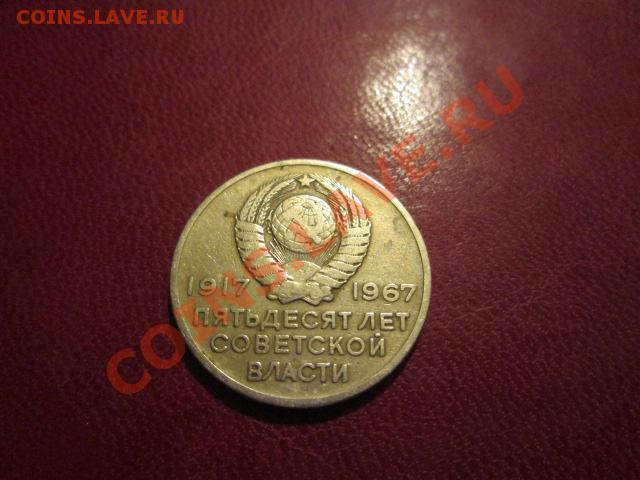 COINS.LAVE.RU
COINS.LAVE.RU
1917 1967
ПЯТЬДЕСЯТ ЛЕТ
СОВЕТСКОЙ
ВЛАСТИ